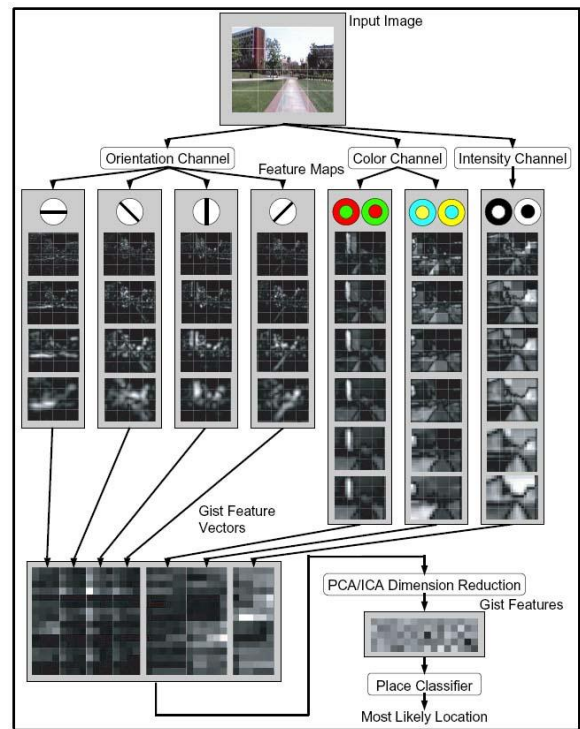 Input Image
Orientation Channel
Color Channel
Intensity Channel
Feature Maps
Gist Feature
Vectors
PCA/ICA Dimension Reduction
Gist Features
Place Classifier
Most Likely Location